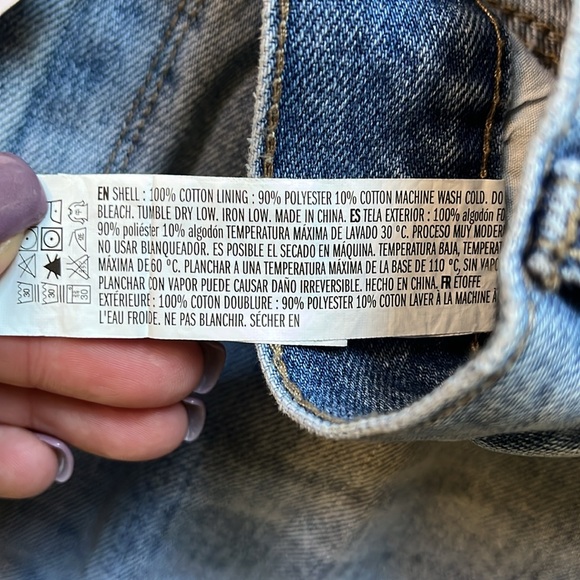 EN SHELL : 100% COTTON LINING : 90% POLYESTER 10% COTTON MACHINE WASH COLD. DO
BLEACH. TUMBLE DRY LOW. IRON LOW. MADE IN CHINA. ES TELA EXTERIOR : 100% algodón FO
90% poliéster 10% algodón TEMPERATURA MÁXIMA DE LAVADO 30 °C. PROCESO MUY MODER
NO USAR BLANQUEADOR. ES POSIBLE EL SECADO EN MÁQUINA. TEMPERATURA BAJA, TEMPERAT
MÁXIMA DE 60 °C. PLANCHAR A UNA TEMPERATURA MÁXIMA DE LA BASE DE 110 °C, SIN VAPO
PLANCHAR CON VAPOR PUEDE CAUSAR DAÑO IRREVERSIBLE. HECHO EN CHINA. FR ÉTOFFE
EXTÉRIEURE : 100% COTON DOUBLURE : 90% POLYESTER 10% COTON LAVER À LA MACHINE À
L'EAU FROIDE. NE PAS BLANCHIR. SÉCHER EN
30 30 30